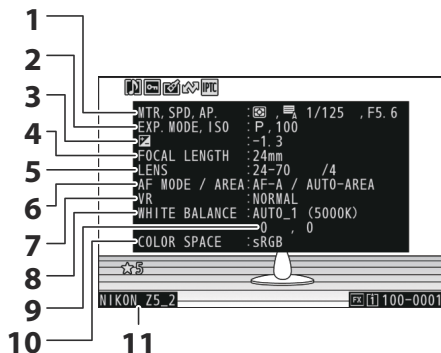 1
2
3
4
5
6
7
8
9
10
11
IPTC
MTR, SPD, AP. : , A 1/125 , F5.6
EXP. MODE, ISO : P, 100
: -1.3
FOCAL LENGTH : 24mm
LENS : 24-70 /4
AF MODE / AREA : AF-A / AUTO-AREA
VR : NORMAL
WHITE BALANCE : AUTO_1 (5000K)
: 0 , 0
COLOR SPACE : sRGB
5
NIKON Z5_2
FX i 100-0001